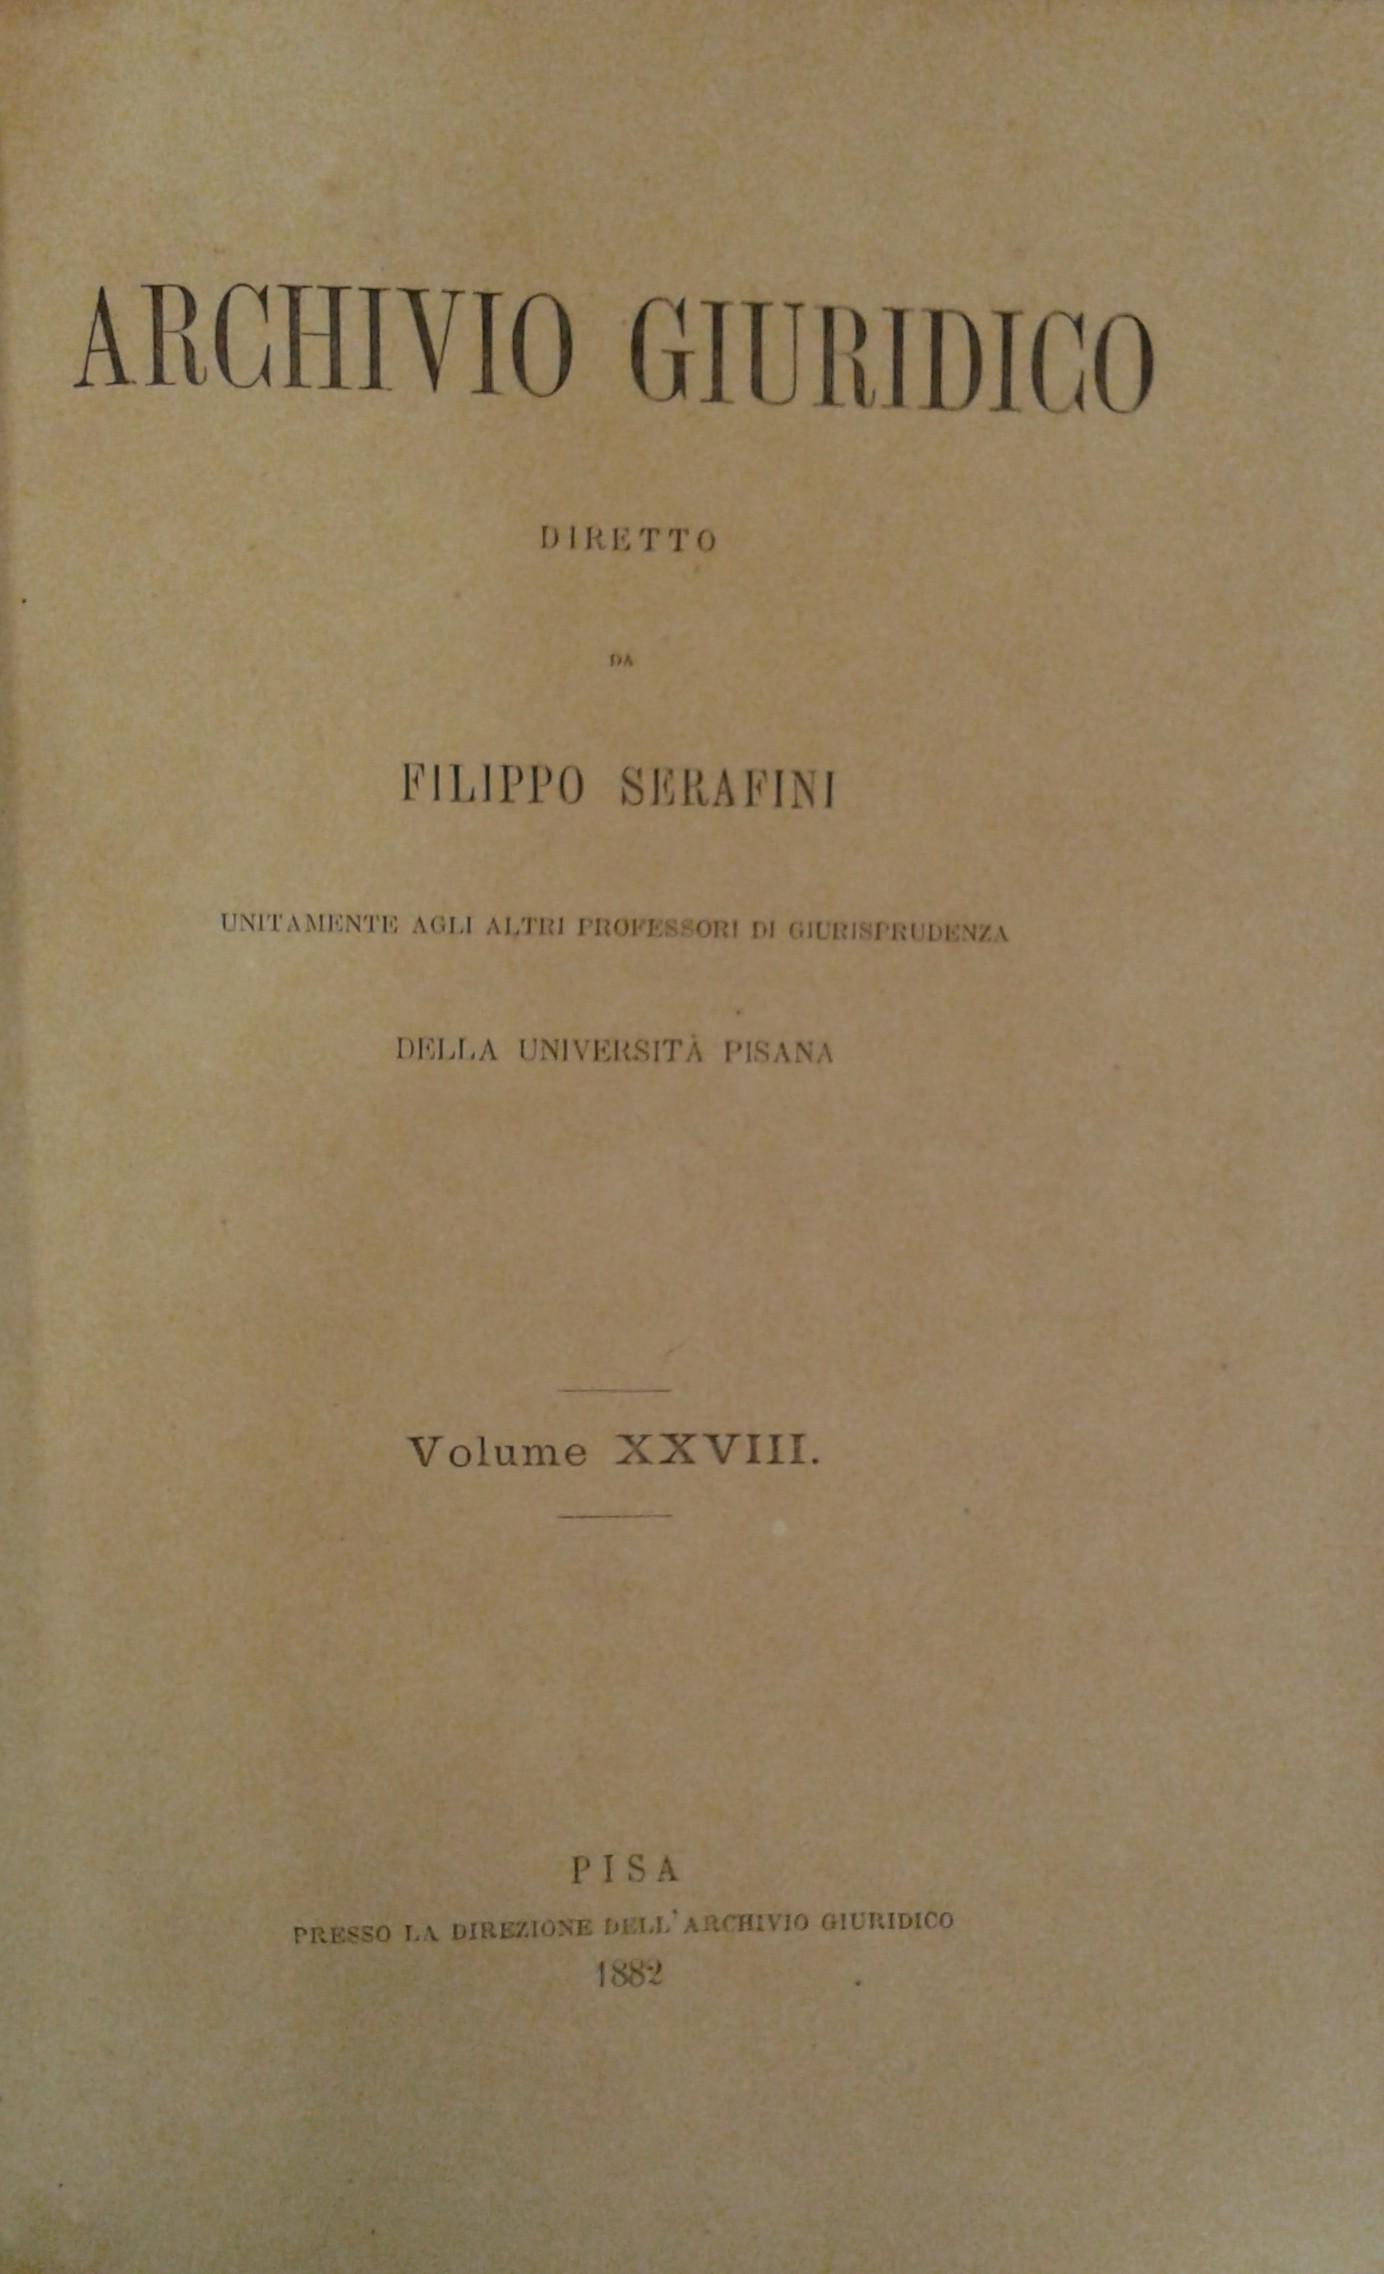 ARCHIVIO GIURIDICO
DIRETTO
DA
FILIPPO SERAFINI
UNITAMENTE AGLI ALTRI PROFESSORI DI GIURISPRUDENZA
DELLA UNIVERSITÀ PISANA
Volume XXVIII.
PISA
PRESSO LA DIREZIONE DELL'ARCHIVIO GIURIDICO
1882